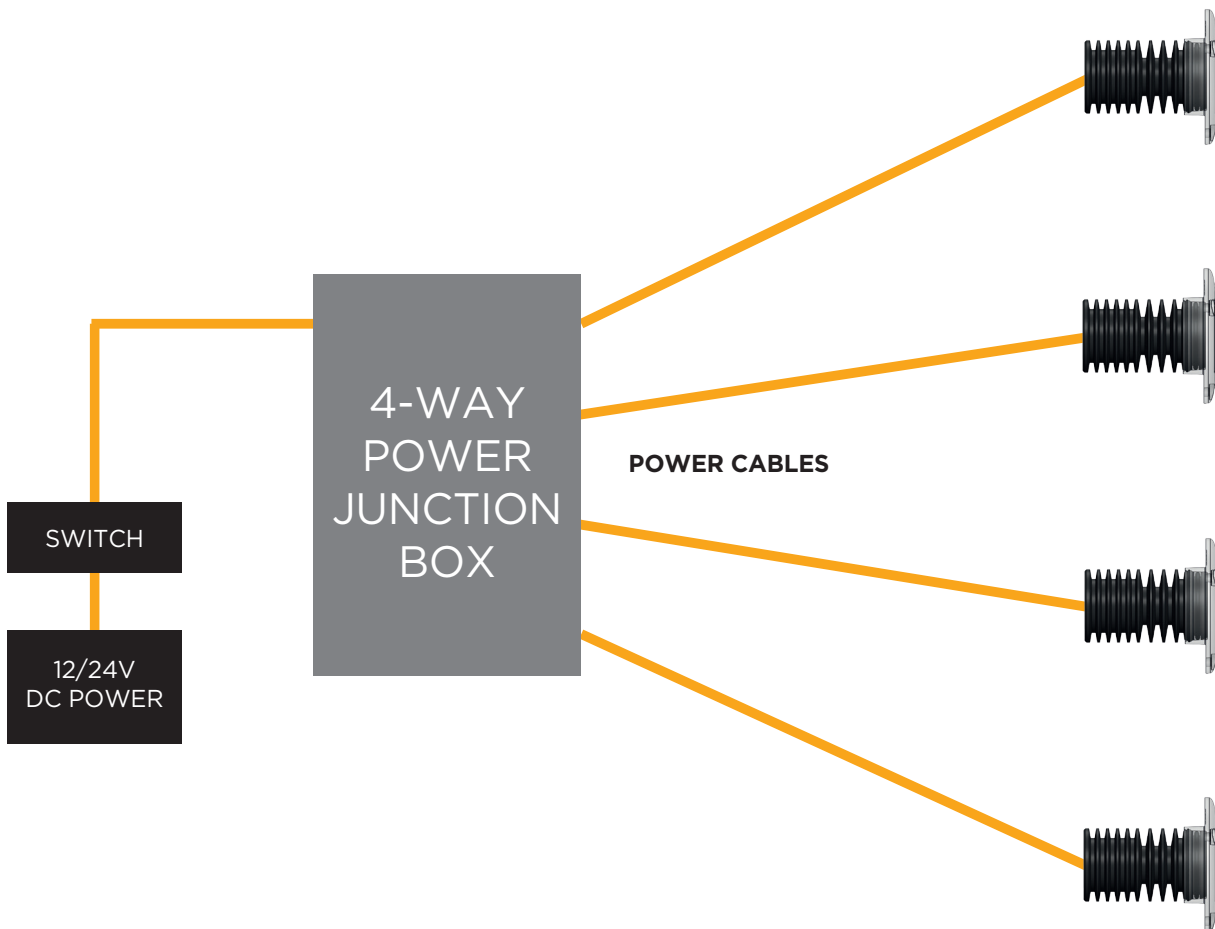 4-WAY
POWER
JUNCTION
BOX
POWER CABLES
SWITCH
12/24V
DC POWER